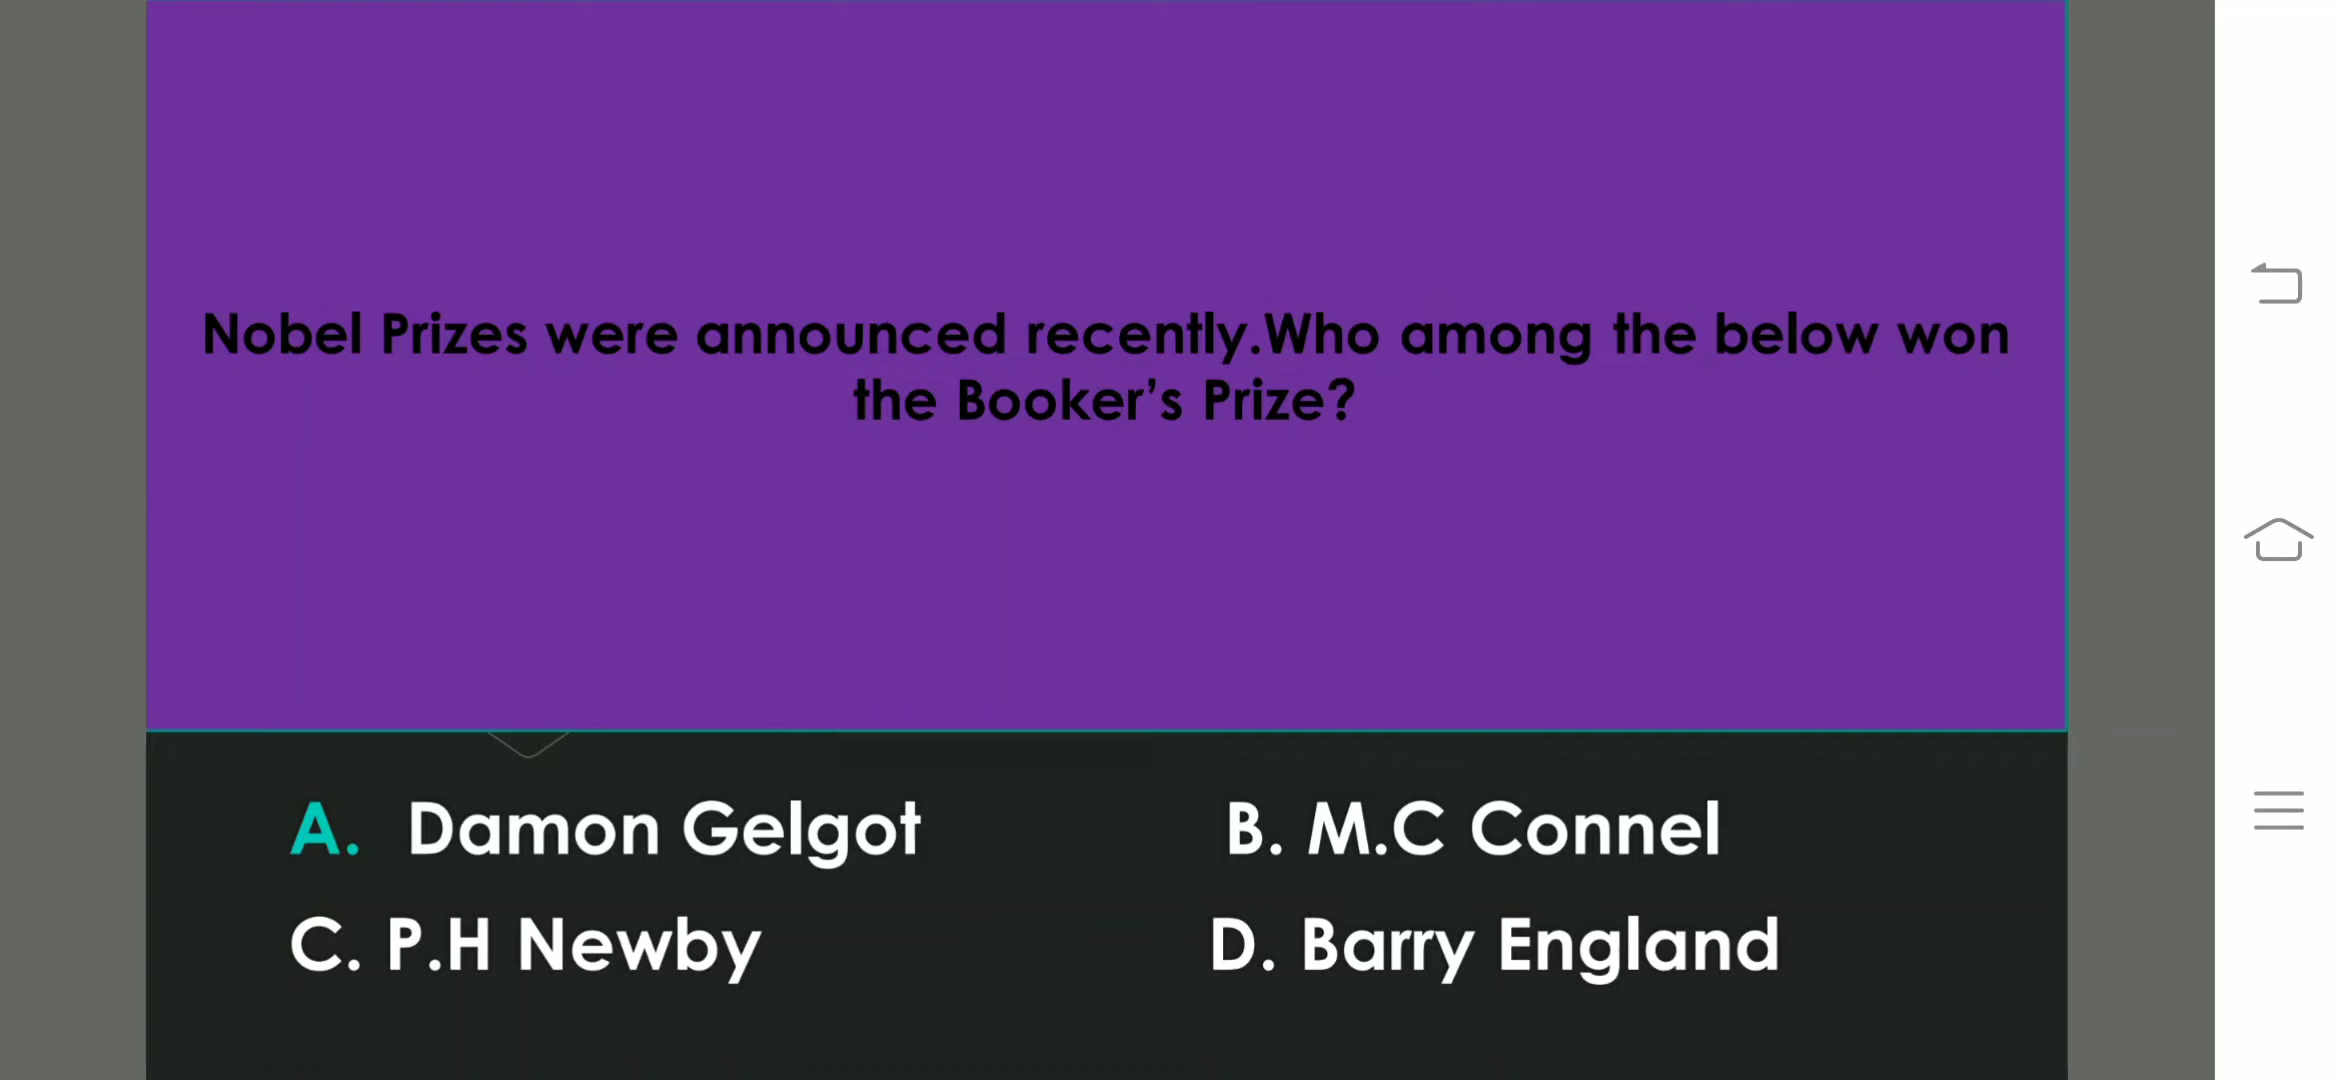 Nobel Prizes were announced recently.Who among the below won
the Booker’s Prize?
A. Damon Gelgot
B. M.C Connel
C. P.H Newby
D. Barry England